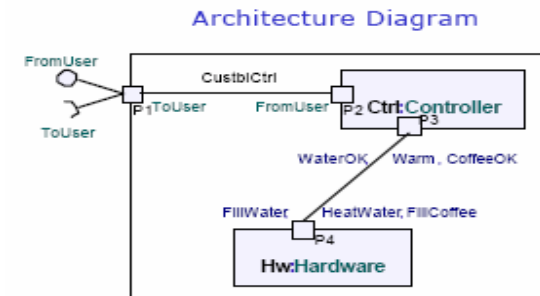 Architecture Diagram
FromUser
ToUser
P1
ToUser
CustblCtrl
FromUser
P2
Ctrl:Controller
P3
WaterOK
Warm, CoffeeOK
FillWater,
HeatWater, FillCoffee
P4
Hw:Hardware